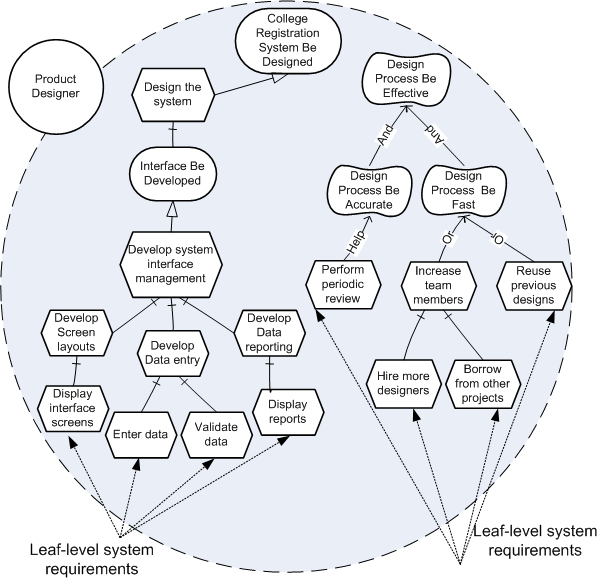 College
Registration
System Be
Designed
Product
Designer
Design the
system
Design
Process Be
Effective
And
And
Interface Be
Developed
Design
Process Be
Accurate
Design
Process Be
Fast
Help
Or
Or
Develop system
interface
management
Perform
periodic
review
Increase
team
members
Reuse
previous
designs
Develop
Screen
layouts
Develop
Data entry
Develop
Data
reporting
Display
interface
screens
Enter data
Validate
data
Display
reports
Hire more
designers
Borrow
from other
projects
Leaf-level system
requirements
Leaf-level system
requirements